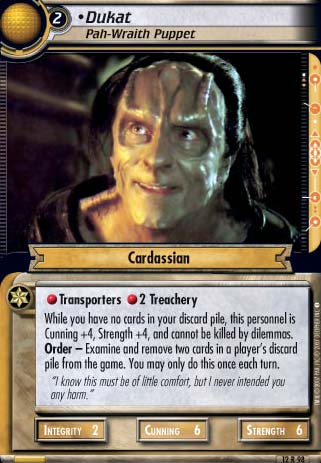 2 •Dukat
Pah-Wraith Puppet
Cardassian
Transporters 2 Treachery
While you have no cards in your discard pile, this personnel is
Cunning +4, Strength +4, and cannot be killed by dilemmas.
Order – Examine and remove two cards in a player's discard
pile from the game. You may only do this once each turn.
"I know this must be of little comfort, but I never intended you
any harm."
INTEGRITY 2 CUNNING 6 STRENGTH 6
12 R 98